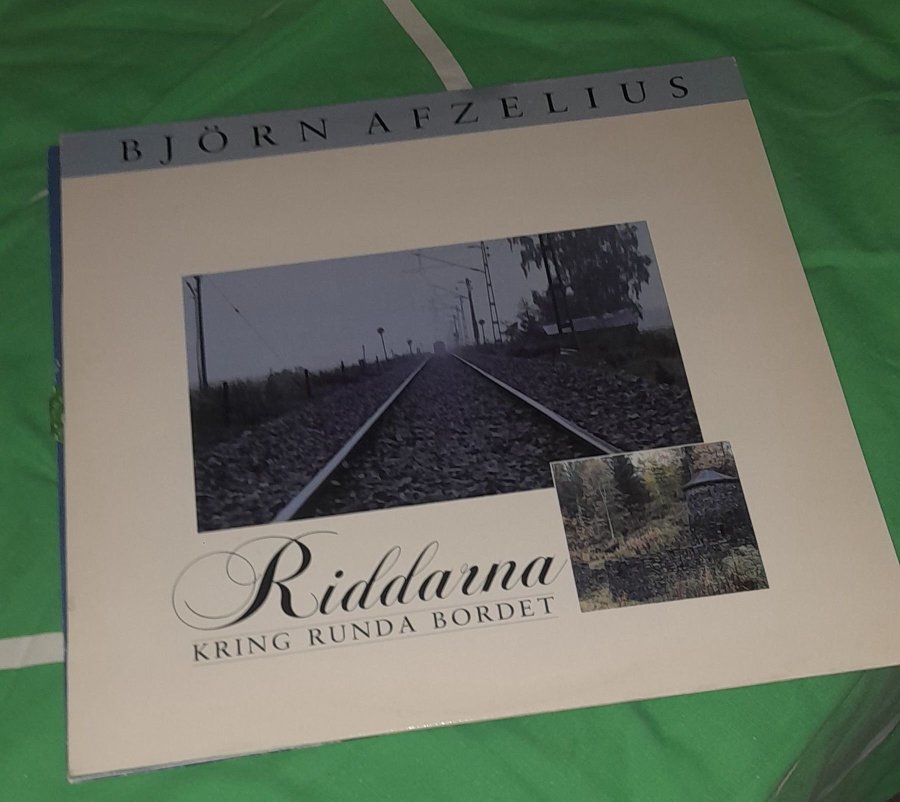 BJÖRN AFZELIUS
Riddarna
KRING RUNDA BORDET